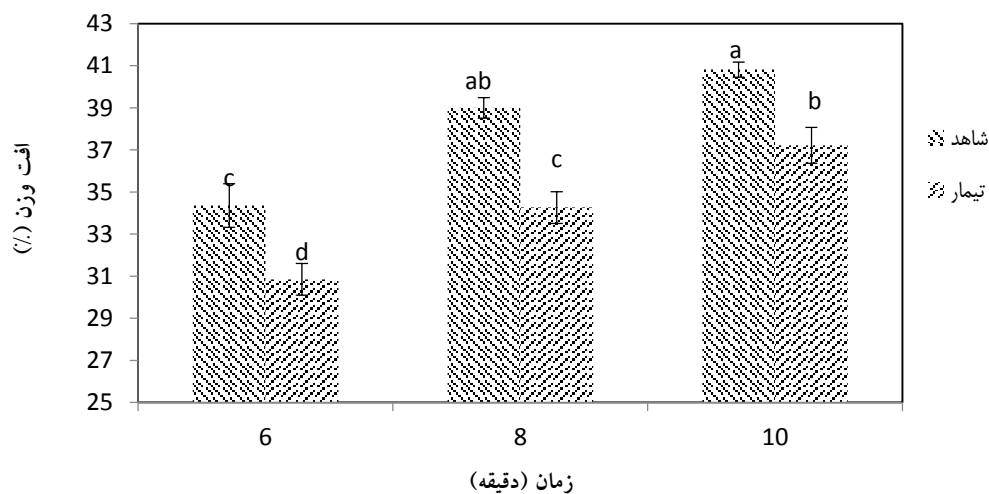 43
41
39
37
35
33
31
29
27
25
افت وزن (٪)
c
d
ab
c
a
b
6
8
10
زمان (دقیقه)
شاهد
تیمار